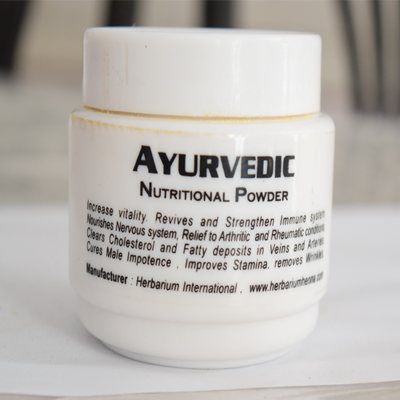 AYURVEDIC
NUTRITIONAL POWDER
Increase vitality. Revives and Strengthen Immune system,
Nourishes Nervous system, Relief to Arthritic and Rheumatic conditions
Clears Cholesterol and Fatty deposits in Veins and Arteries
Cures Male Impotence , Improves Stamina, removes Wrinkles.
Manufacturer : Herbarium International , www.herbariumhenna.com